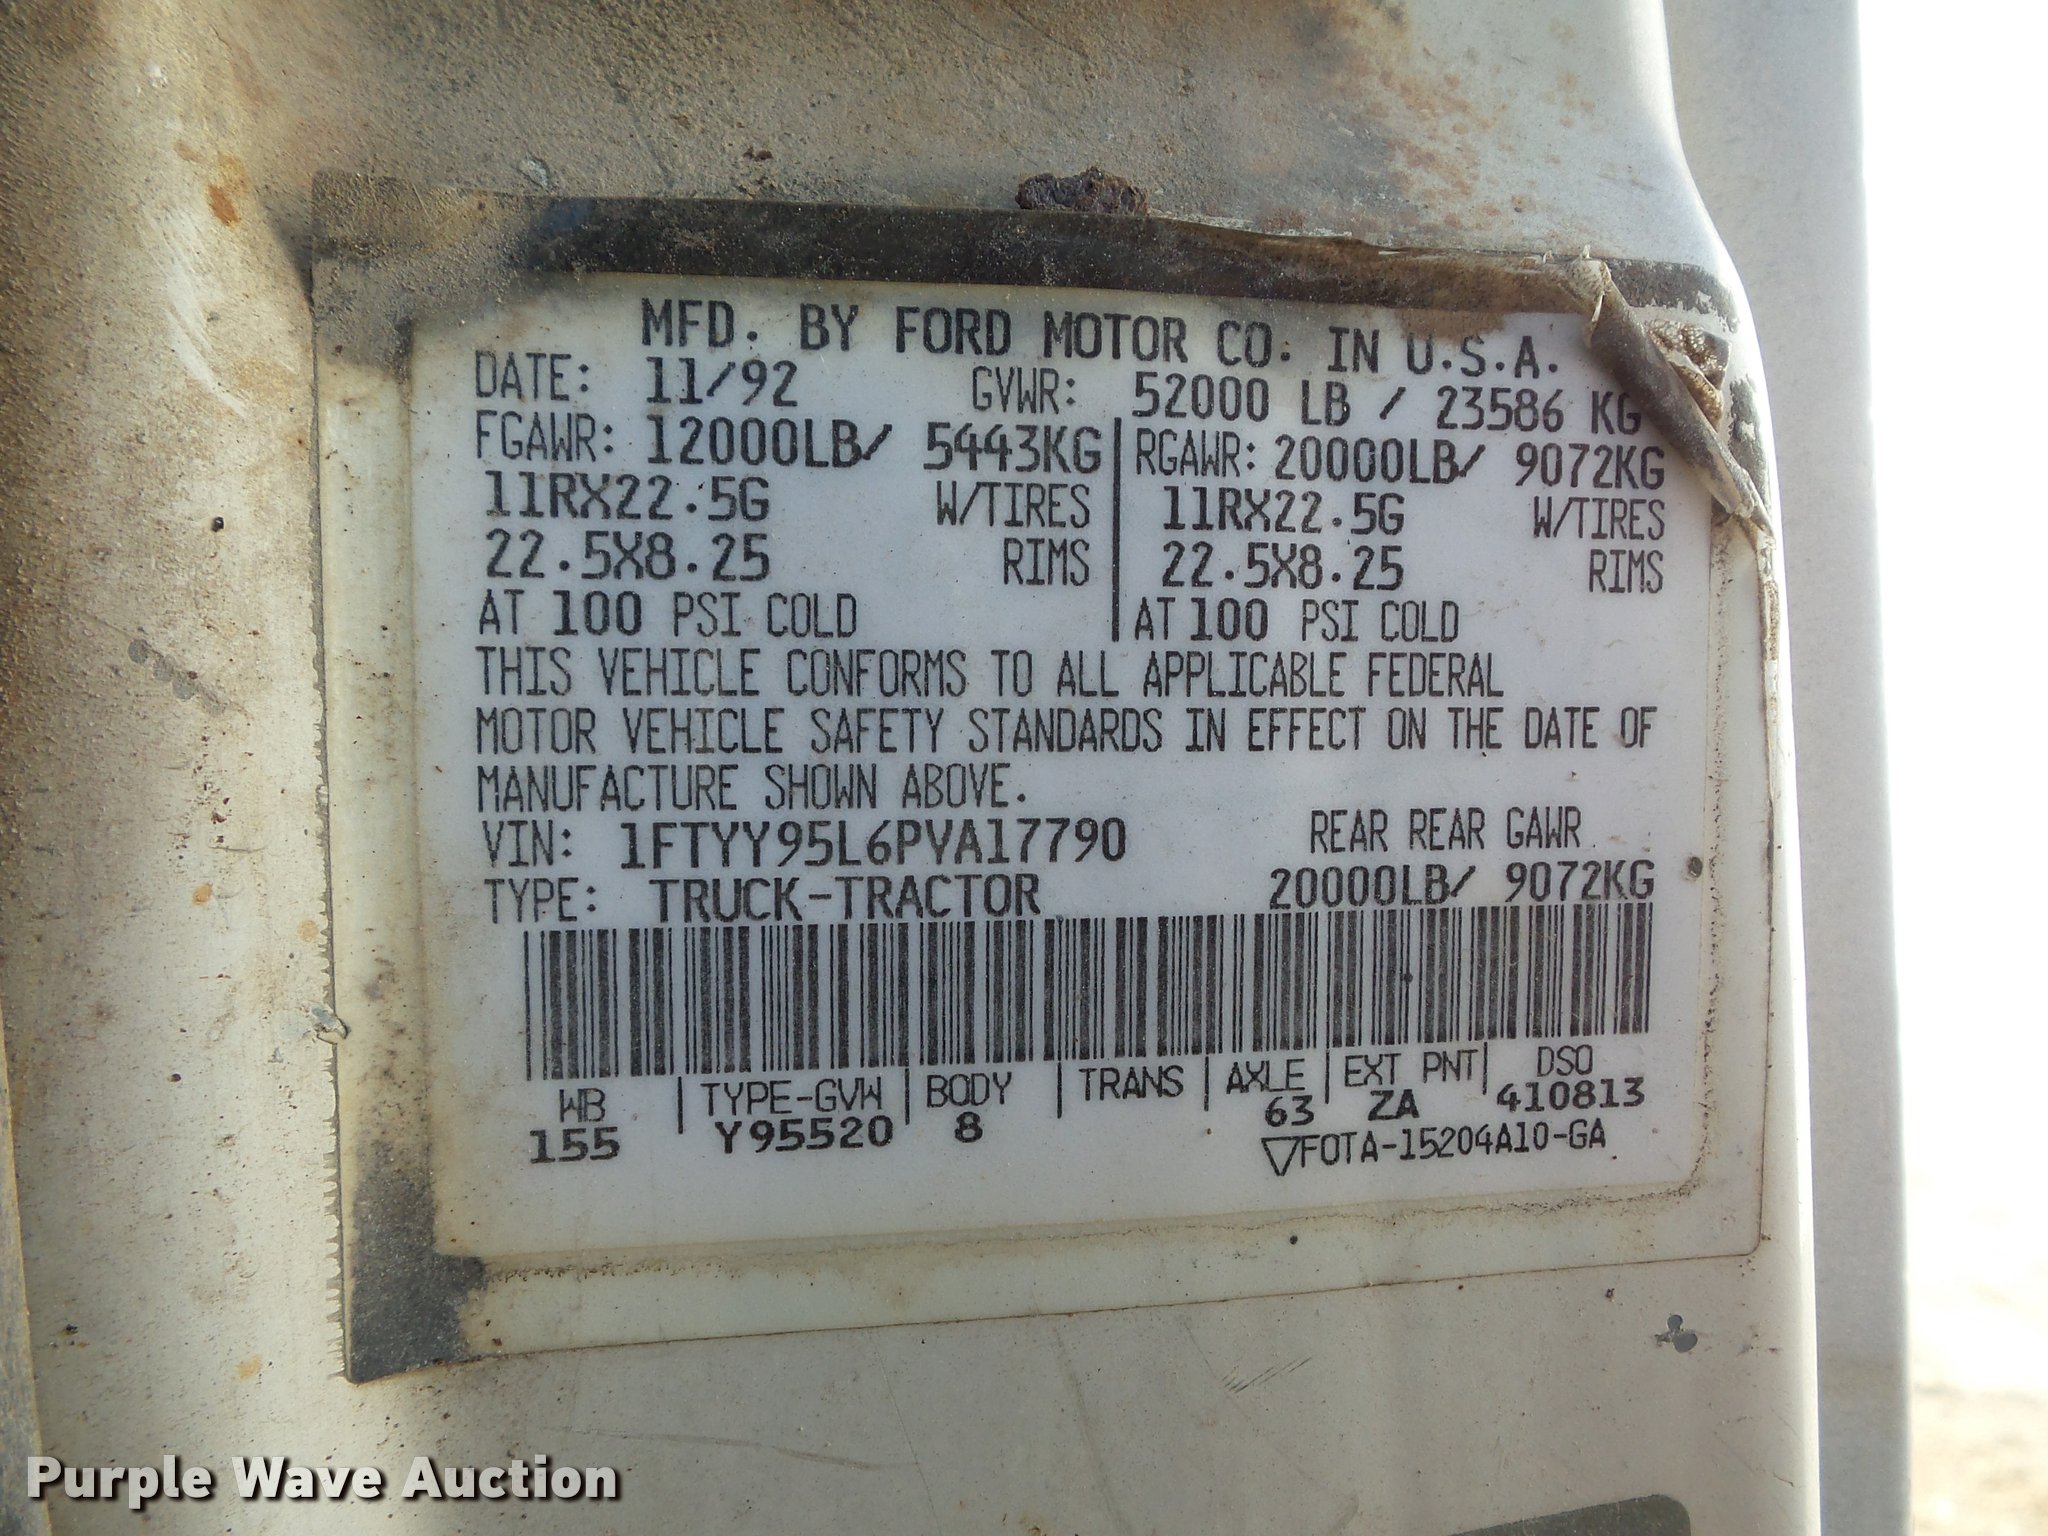 MFD. BY FORD MOTOR CO. IN U.S.A.
DATE: 11/92 GVWR: 52000 LB / 23586 KG
FGAWR: 12000LB/ 5443KG RGAWR: 20000LB/ 9072KG
11RX22.5G W/TIRES 11RX22.5G W/TIRES
22.5X8.25 RIMS 22.5X8.25 RIMS
AT 100 PSI COLD AT 100 PSI COLD
THIS VEHICLE CONFORMS TO ALL APPLICABLE FEDERAL
MOTOR VEHICLE SAFETY STANDARDS IN EFFECT ON THE DATE OF
MANUFACTURE SHOWN ABOVE.
VIN: 1FTYY95L6PVA17790 REAR REAR GAWR
TYPE: TRUCK-TRACTOR 20000LB/ 9072KG
WB TYPE-GVW BODY TRANS AXLE EXT PNT DSO
155 Y95520 8 63 ZA 410813
▽FOTA-15204A10-GA
Purple Wave Auction